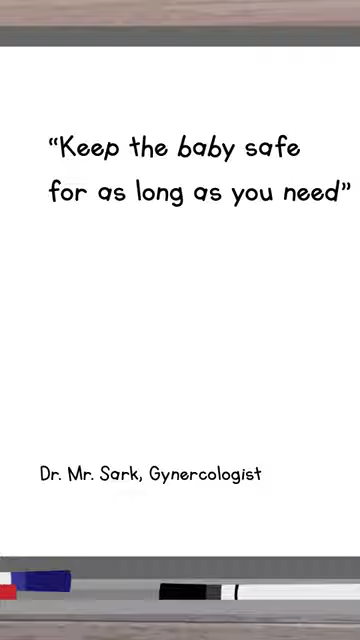 “Keep the baby safe
for as long as you need”
Dr. Mr. Sark, Gynercologist